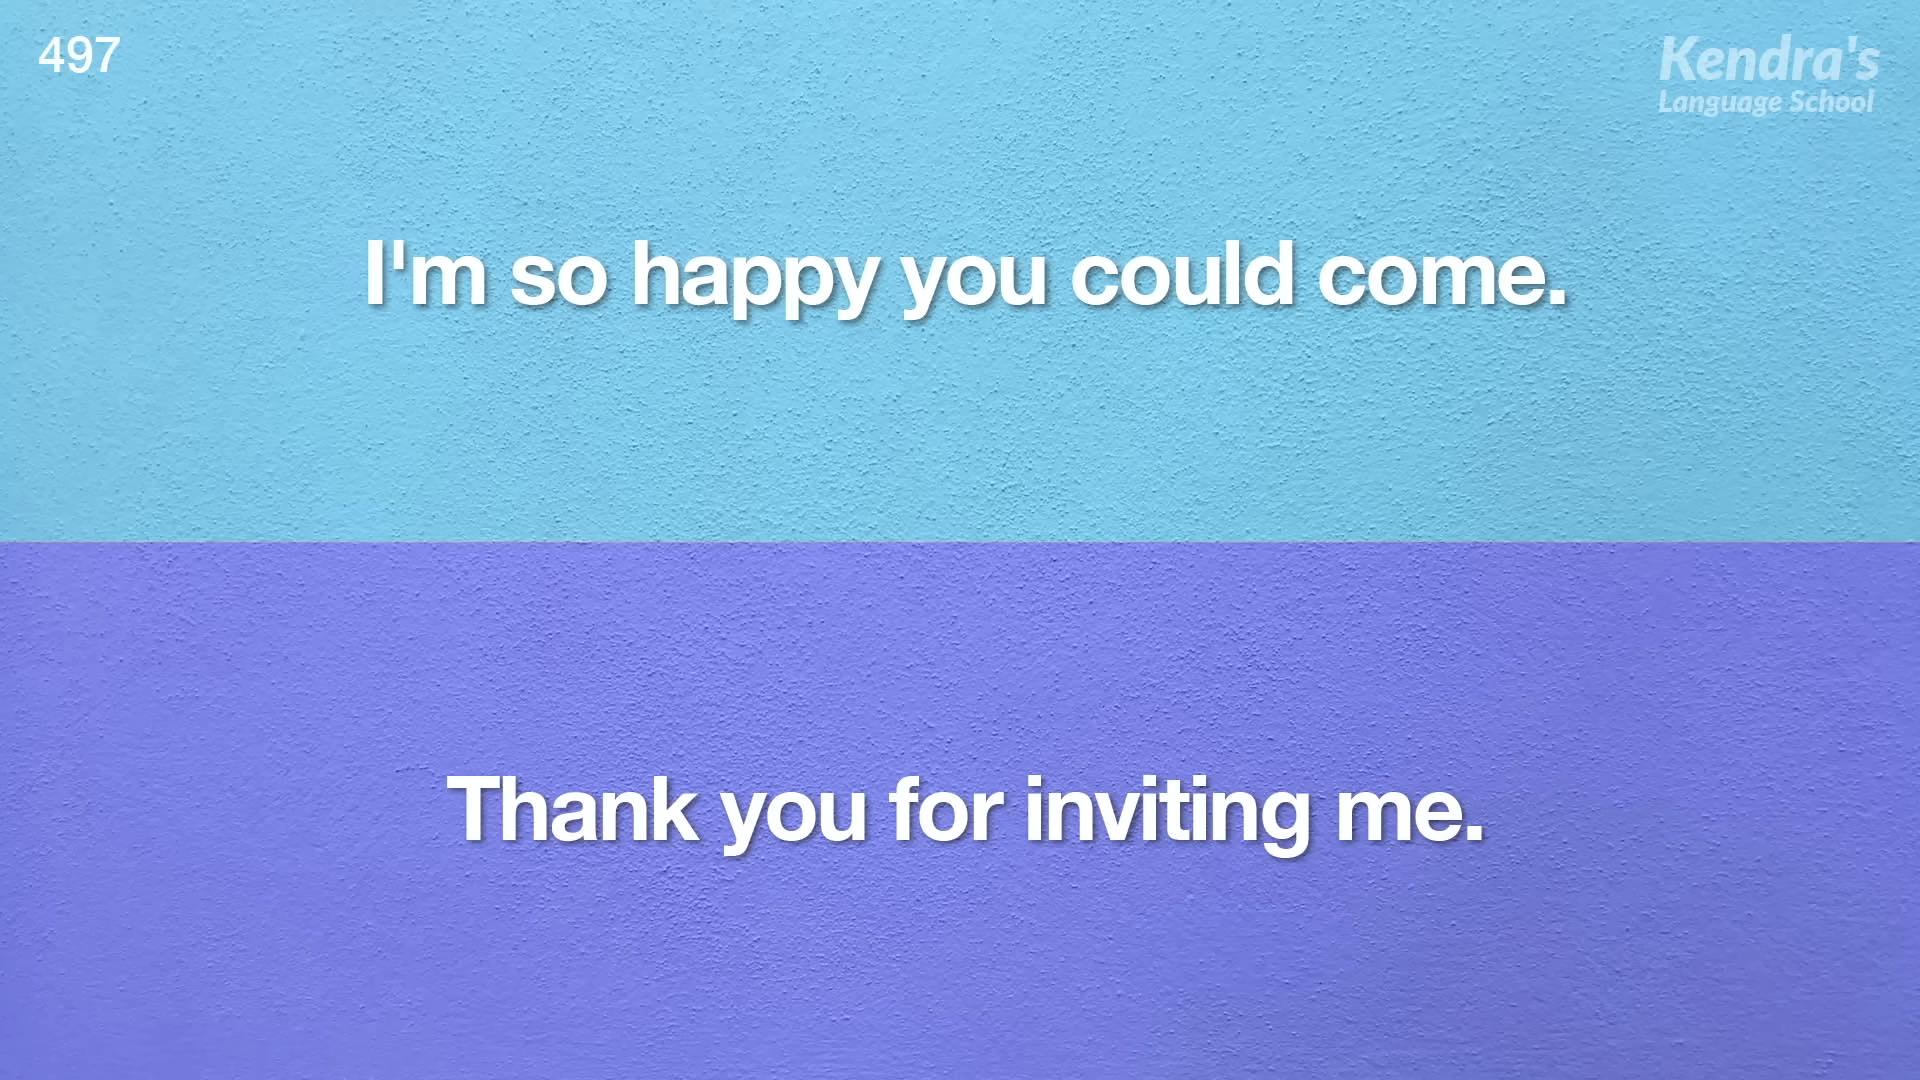 497
Kendra's
Language School
I'm so happy you could come.
Thank you for inviting me.